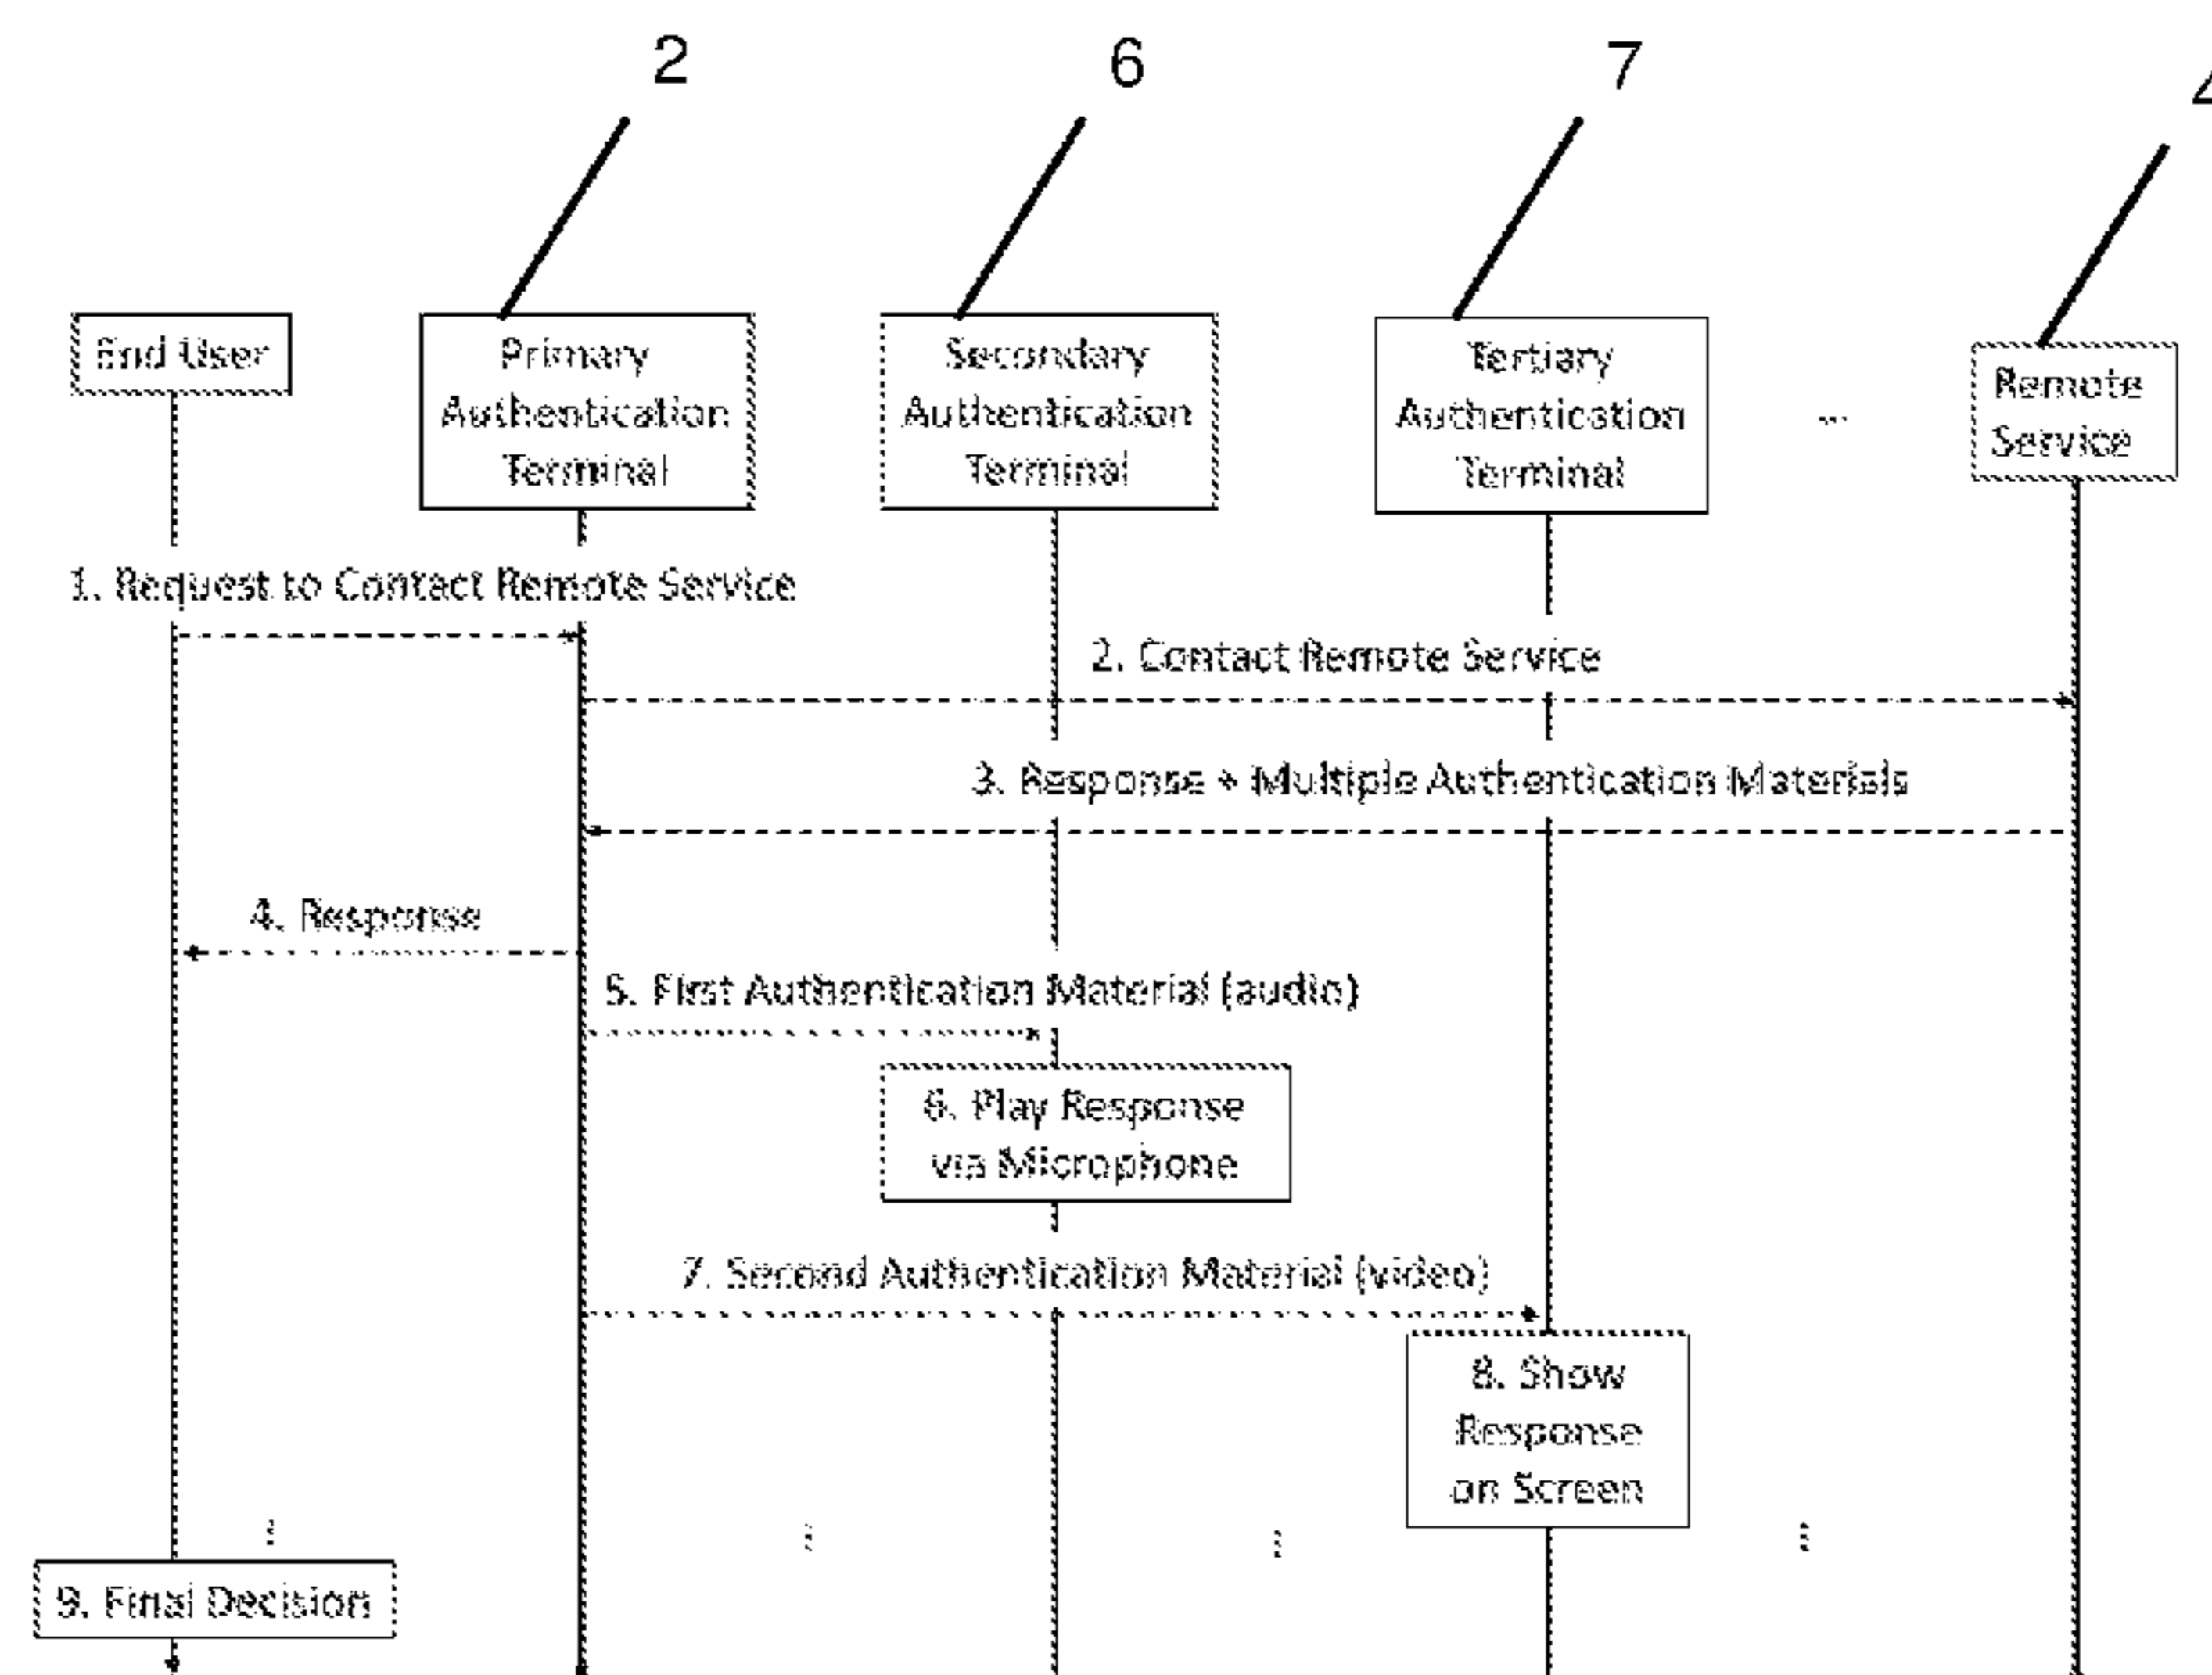 2
6
7
4
End User
Primary
Authentication
Terminal
Secondary
Authentication
Terminal
Tertiary
Authentication
Terminal
...
Remote
Service
1. Request to Contact Remote Service
2. Contact Remote Service
3. Response + Multiple Authentication Materials
4. Response
5. First Authentication Material (audio)
6. Play Response
via Microphone
7. Second Authentication Material (video)
8. Show
Response
on Screen
9. Final Decision